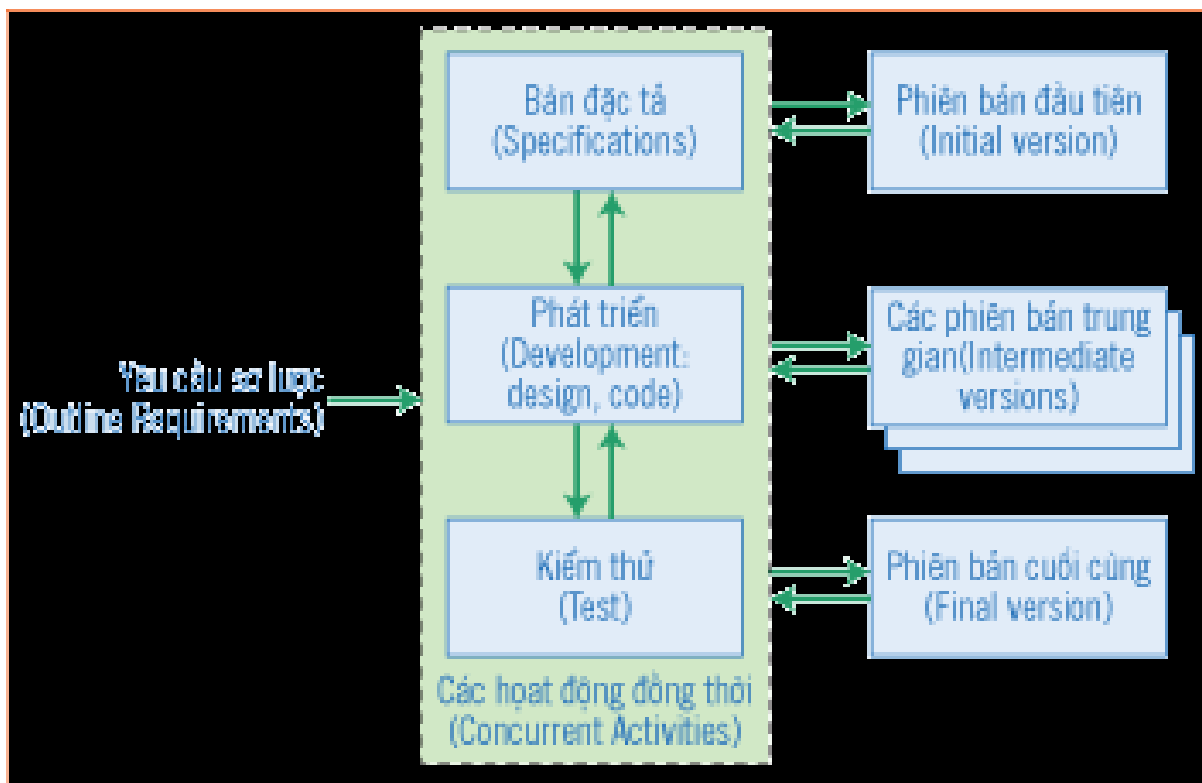 Bản đặc tả
(Specifications)
Phiên bản đầu tiên
(Initial version)
Phát triển
(Development:
design, code)
Các phiên bản trung
gian(Intermediate
versions)
Yêu cầu sơ lược
(Outline Requirements)
Kiểm thử
(Test)
Phiên bản cuối cùng
(Final version)
Các hoạt động đồng thời
(Concurrent Activities)